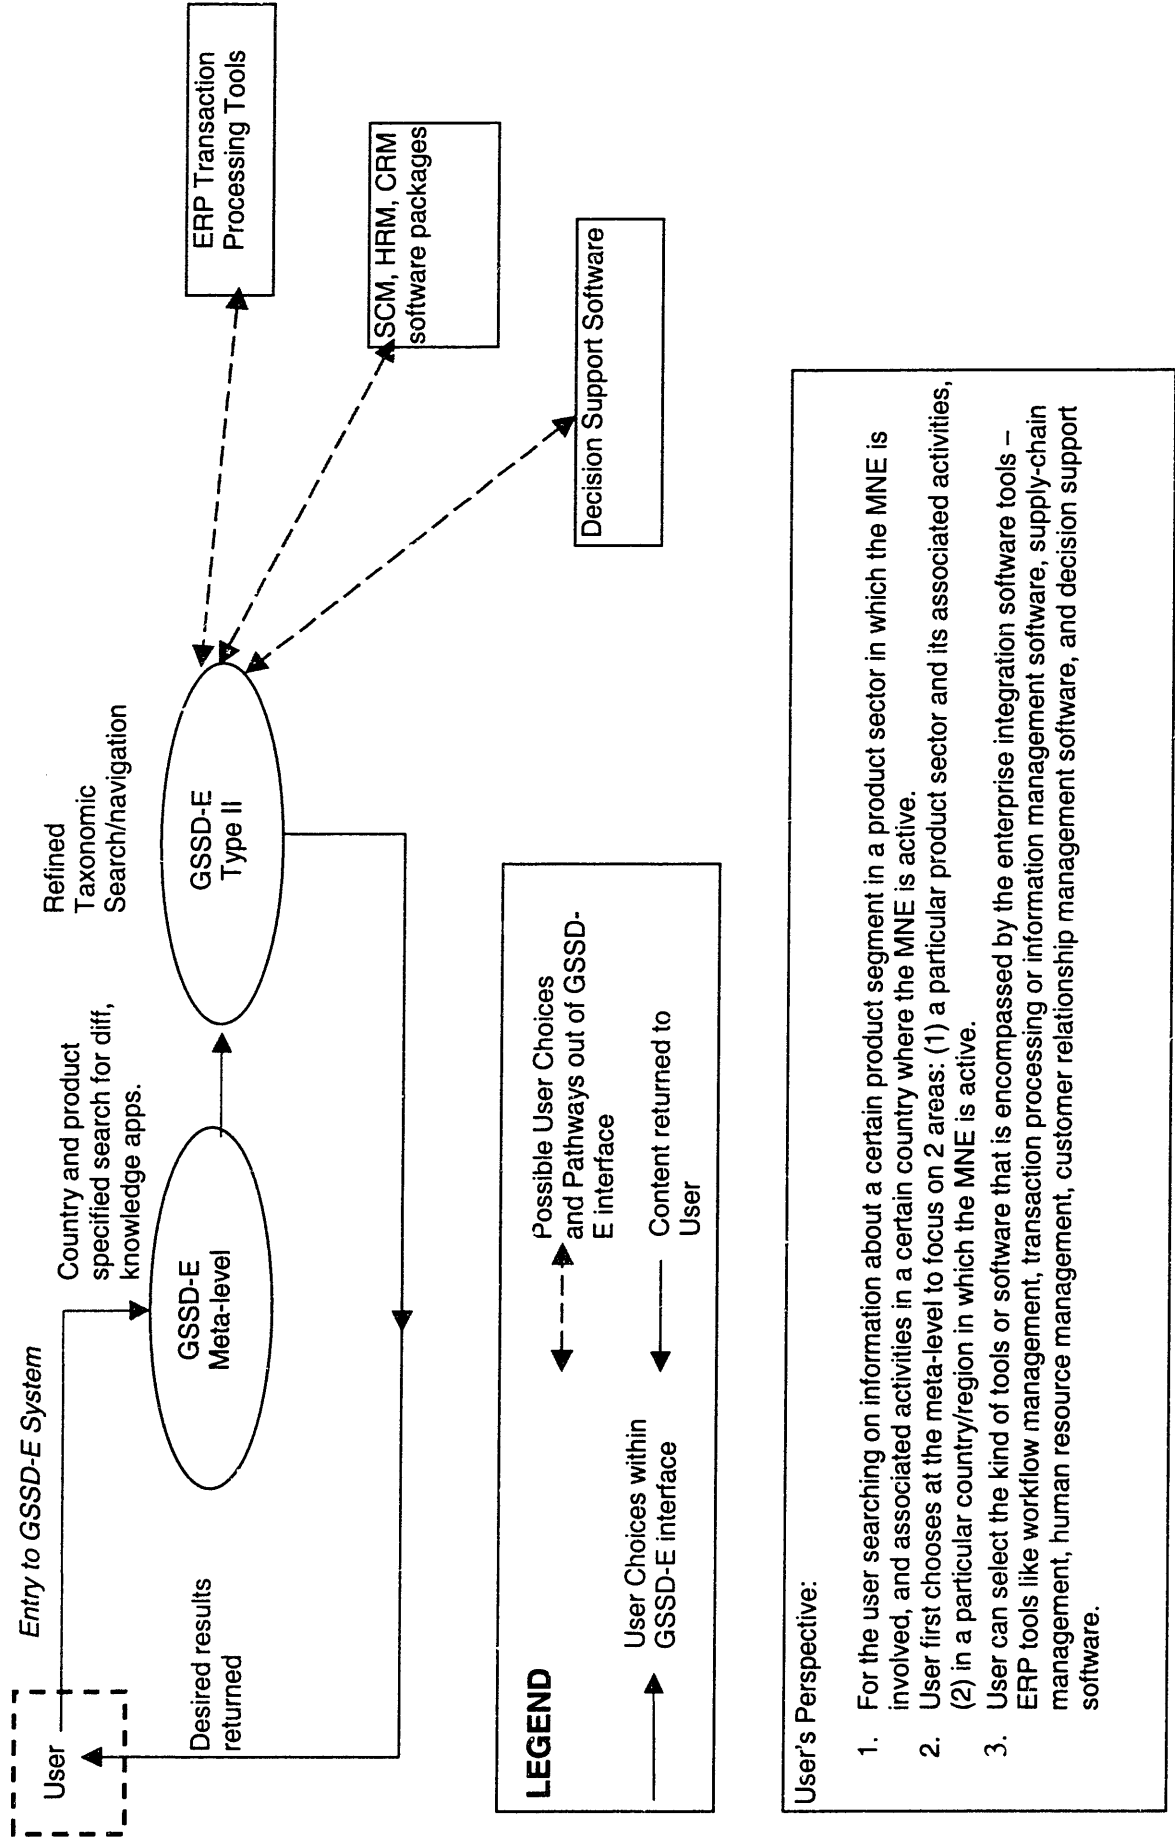 Entry to GSSD-E System
User
Desired results
returned
Country and product
specified search for diff,
knowledge apps.
GSSD-E
Meta-level
Refined
Taxonomic
Search/navigation
GSSD-E
Type II
ERP Transaction
Processing Tools
SCM, HRM, CRM
software packages
Decision Support Software
LEGEND
User Choices within
GSSD-E interface
Possible User Choices
and Pathways out of GSSD-
E interface
Content returned to
User
User's Perspective:
1. For the user searching on information about a certain product segment in a product sector in which the MNE is
involved, and associated activities in a certain country where the MNE is active.
2. User first chooses at the meta-level to focus on 2 areas: (1) a particular product sector and its associated activities,
(2) in a particular country/region in which the MNE is active.
3. User can select the kind of tools or software that is encompassed by the enterprise integration software tools –
ERP tools like workflow management, transaction processing or information management software, supply-chain
management, human resource management, customer relationship management software, and decision support
software.